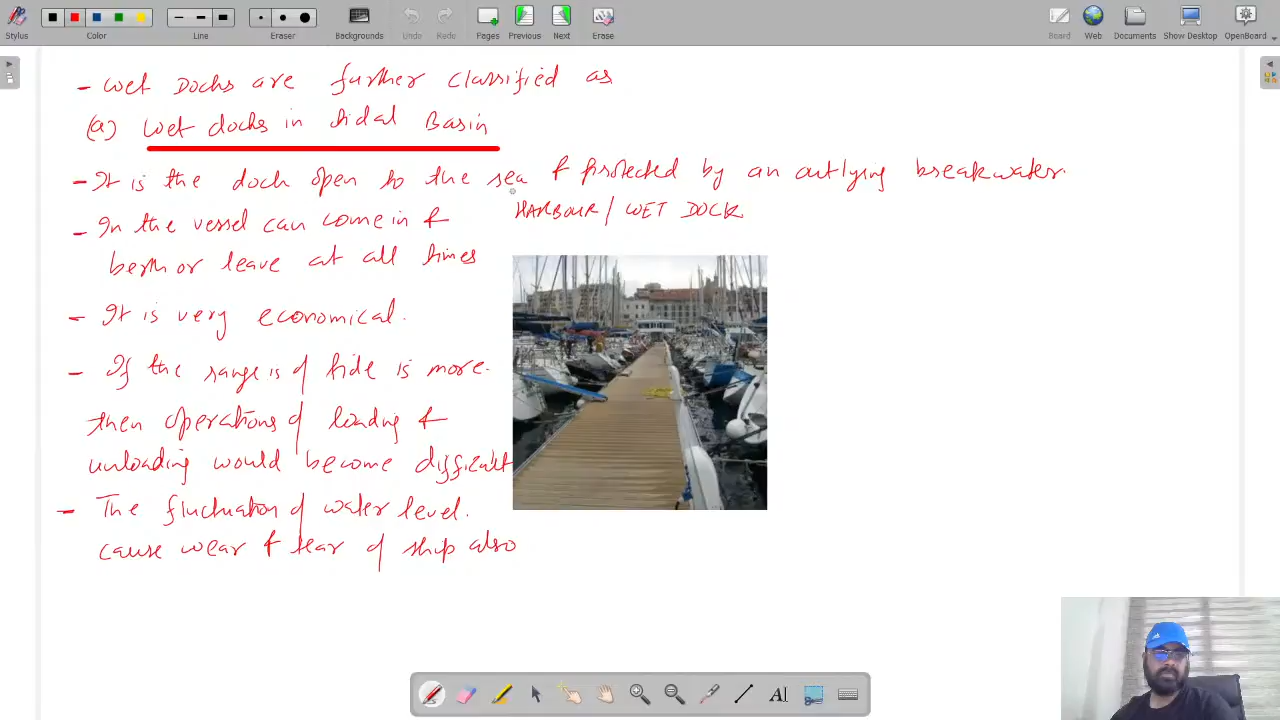 Stylus
Color
Line
Eraser
Backgrounds
Undo
Redo
Pages
Previous
Next
Erase
Board
Web
Documents
Show Desktop
OpenBoard
- Wet Docks are further classified as
(a) Wet docks in tidal Basin
- It is the dock open to the sea & protected by an outlying breakwater.
HARBOUR / WET DOCK
- In the vessel can come in &
berth or leave at all times
- It is very economical.
- If the range is of tide is more.
then operations of loading &
unloading would become difficult
- The fluctuation of water level.
cause wear & tear of ship also
AI